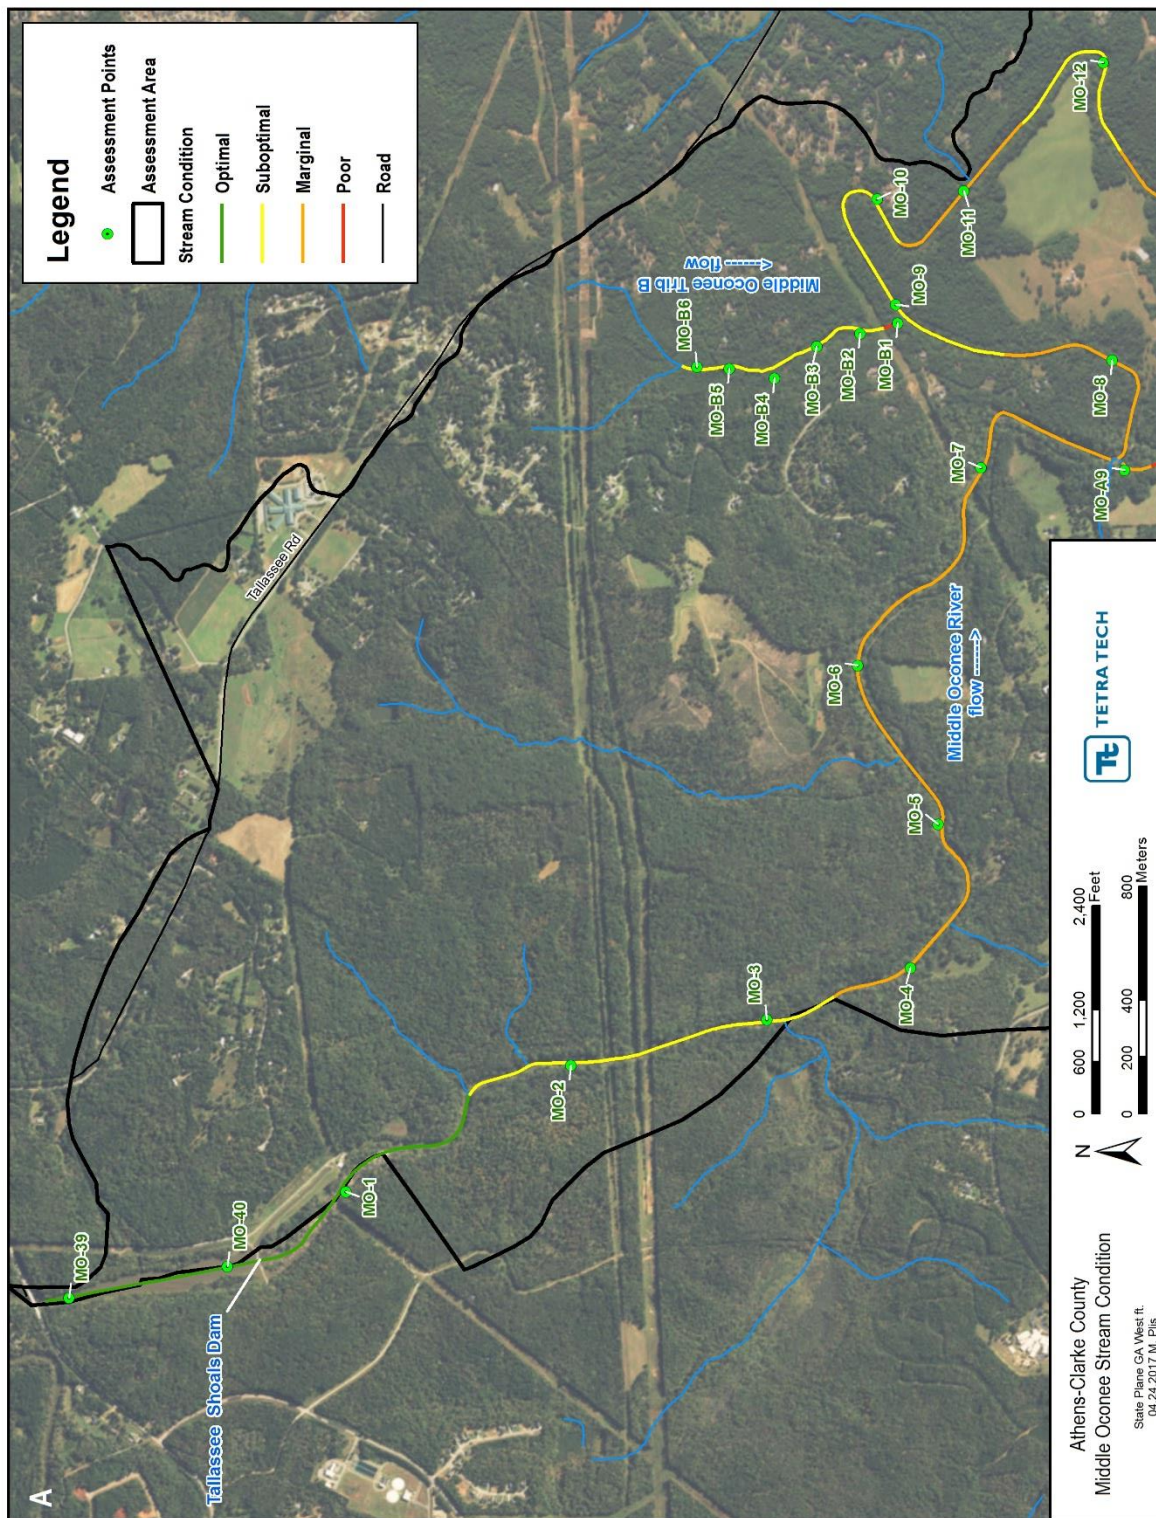 A
Legend
Assessment Points
Assessment Area
Stream Condition
Optimal
Suboptimal
Marginal
Poor
Road
MO-39
MO-40
Tallassee Shoals Dam
MO-1
MO-2
MO-3
MO-4
MO-5
MO-6
MO-7
MO-8
MO-A9
MO-9
MO-10
MO-11
MO-12
MO-B1
MO-B2
MO-B3
MO-B4
MO-B5
MO-B6
Middle Oconee Trib B
flow ----->
Tallassee Rd
Middle Oconee River
flow ------>
Athens-Clarke County
Middle Oconee Stream Condition
State Plane GA West ft.
04.24.2017 M. Plis
N
0 600 1,200 2,400
Feet
0 200 400 800
Meters
Tt
TETRA TECH